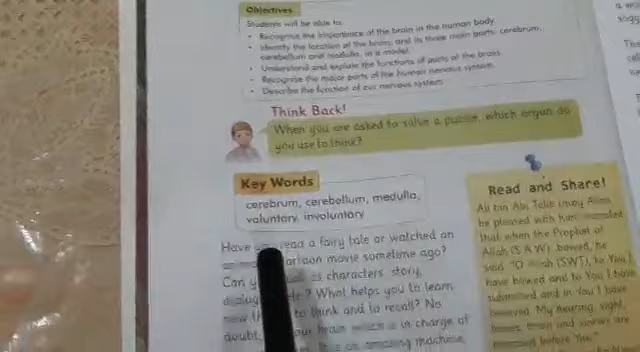 Objectives
Students will be able to:
• Recognise the importance of the brain in the human body
• Identify the location of the brain, and its three main parts: cerebrum,
cerebellum and medulla, in a model.
• Understand and explain the functions of parts of the brain.
• Recognise the major parts of the human nervous system.
• Describe the function of our nervous system.
Think Back!
When you are asked to solve a puzzle, which organ do
you use to think?
Key Words
cerebrum, cerebellum, medulla,
voluntary, involuntary
Have read a fairy tale or watched an
cartoon movie sometime ago?
Can characters, story,
What helps you to learn
new to think and to recall? No
doubt, brain which is in charge of
is an amazing machine
Read and Share!
Ali bin Abi Talib (may Allah
be pleased with him) narrated
that when the Prophet of
Allah (S.A.W) bowed, he
said "O Allah (SWT), to You I
have bowed and to You I have
submitted and in You I have
believed. My hearing, sight,
bones, brain and nerves are
before You."